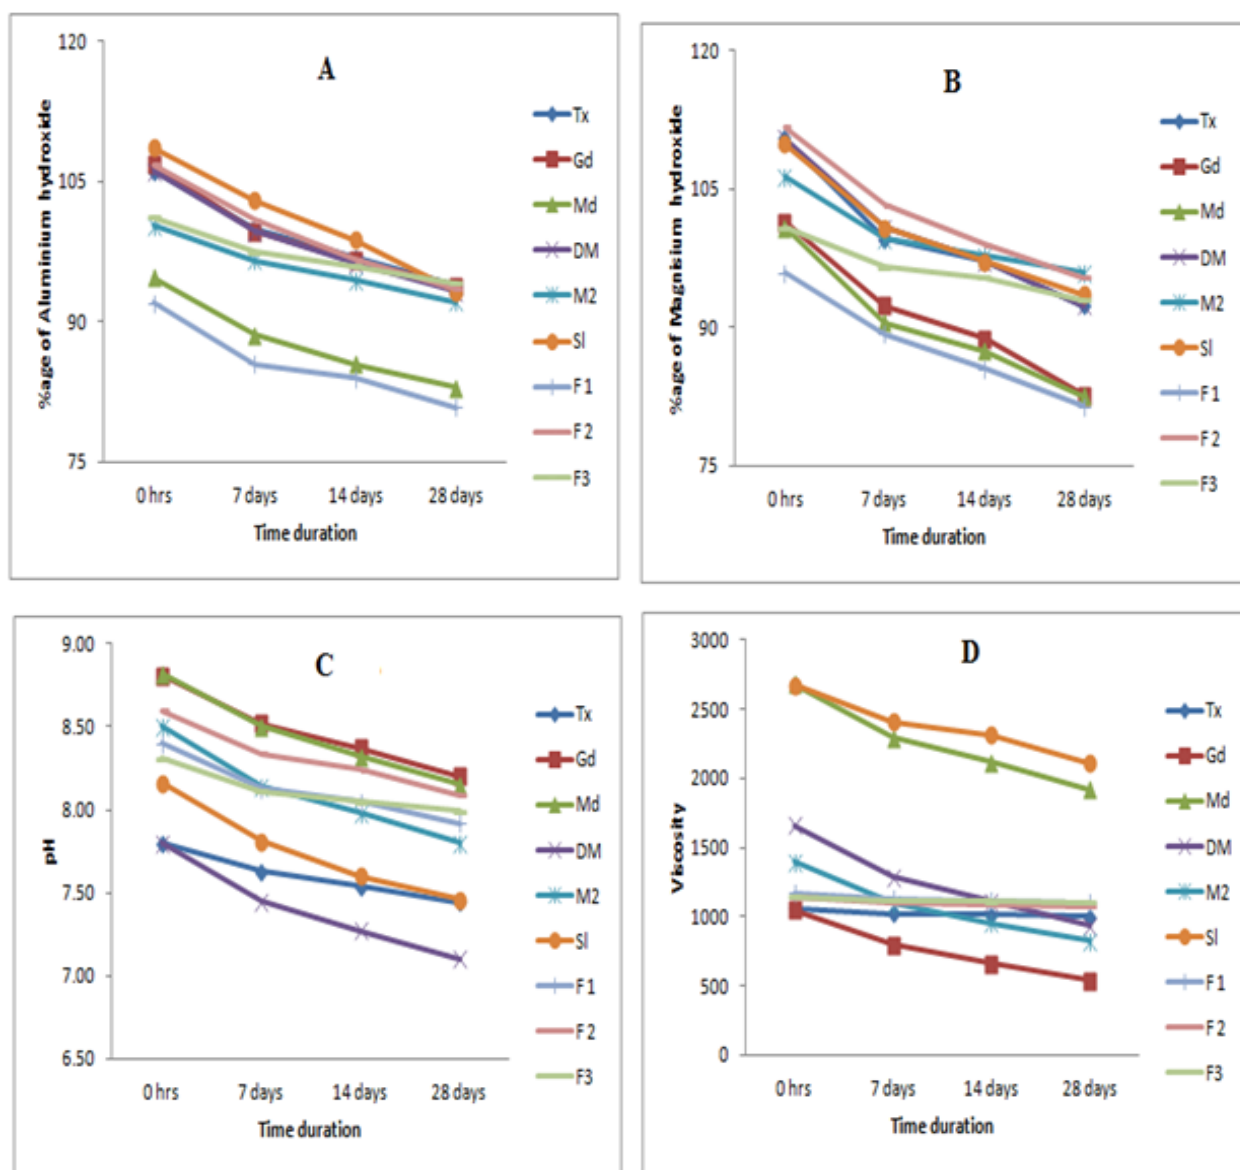 A
%age of Aluminium hydroxide
120
105
90
75
0 hrs 7 days 14 days 28 days
Time duration
Tx
Gd
Md
DM
M2
Sl
F1
F2
F3
B
%age of Magnisium hydroxide
120
105
90
75
0 hrs 7 days 14 days 28 days
Time duration
Tx
Gd
Md
DM
M2
Sl
F1
F2
F3
C
pH
9.00
8.50
8.00
7.50
7.00
6.50
0 hrs 7 days 14 days 28 days
Time duration
Tx
Gd
Md
DM
M2
Sl
F1
F2
F3
D
Viscosity
3000
2500
2000
1500
1000
500
0
0 hrs 7 days 14 days 28 days
Time duration
Tx
Gd
Md
DM
M2
Sl
F1
F2
F3